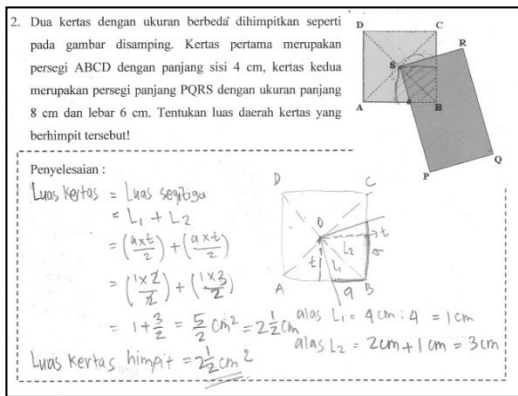 2. Dua kertas dengan ukuran berbeda dihimpitkan seperti
pada gambar disamping. Kertas pertama merupakan
persegi ABCD dengan panjang sisi 4 cm, kertas kedua
merupakan persegi panjang PQRS dengan ukuran panjang
8 cm dan lebar 6 cm. Tentukan luas daerah kertas yang
berhimpit tersebut!
D C
R
S
A B
P Q
Penyelesaian :
Luas kertas = Luas segitiga
= L₁ + L₂
= (a x t / 2) + (a x t / 2)
= (1 x 2 / 2) + (1 x 3 / 2)
= 1 + 3/2 = 5/2 cm² = 2 1/2 cm
Luas kertas himpit = 2 1/2 cm²
D C
O
t L₁ L₂ t a
A a B
alas L₁ = 4 cm : 4 = 1 cm
alas L₂ = 2cm + 1 cm = 3 cm